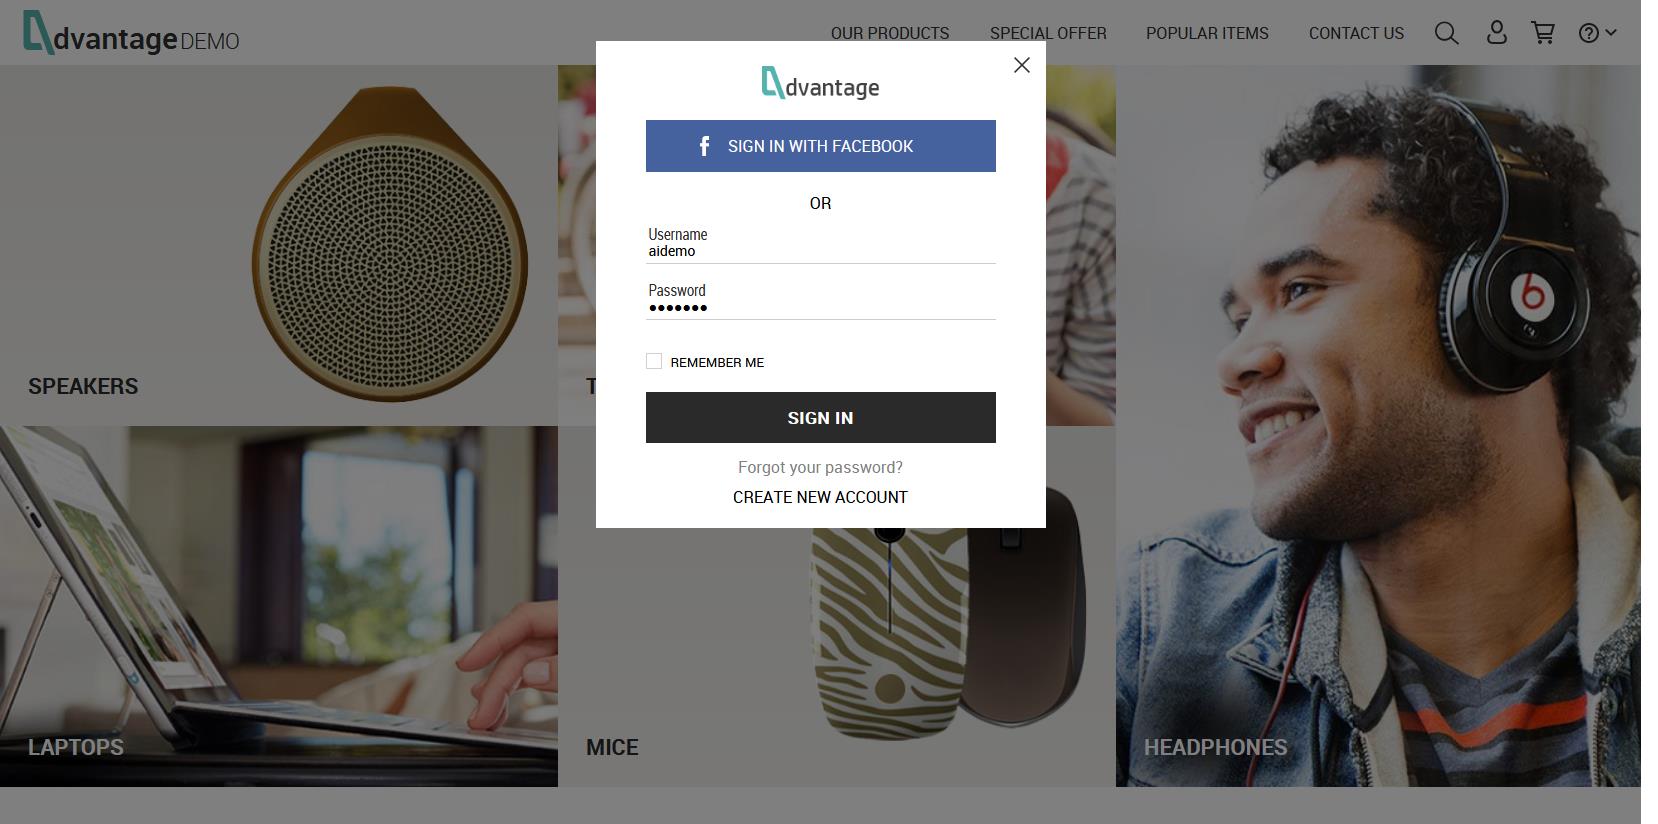 dvantage DEMO
OUR PRODUCTS SPECIAL OFFER POPULAR ITEMS CONTACT US
dvantage
SIGN IN WITH FACEBOOK
OR
Username
aidemo
Password
•••••••
REMEMBER ME
SIGN IN
Forgot your password?
CREATE NEW ACCOUNT
SPEAKERS
T
LAPTOPS
MICE
HEADPHONES